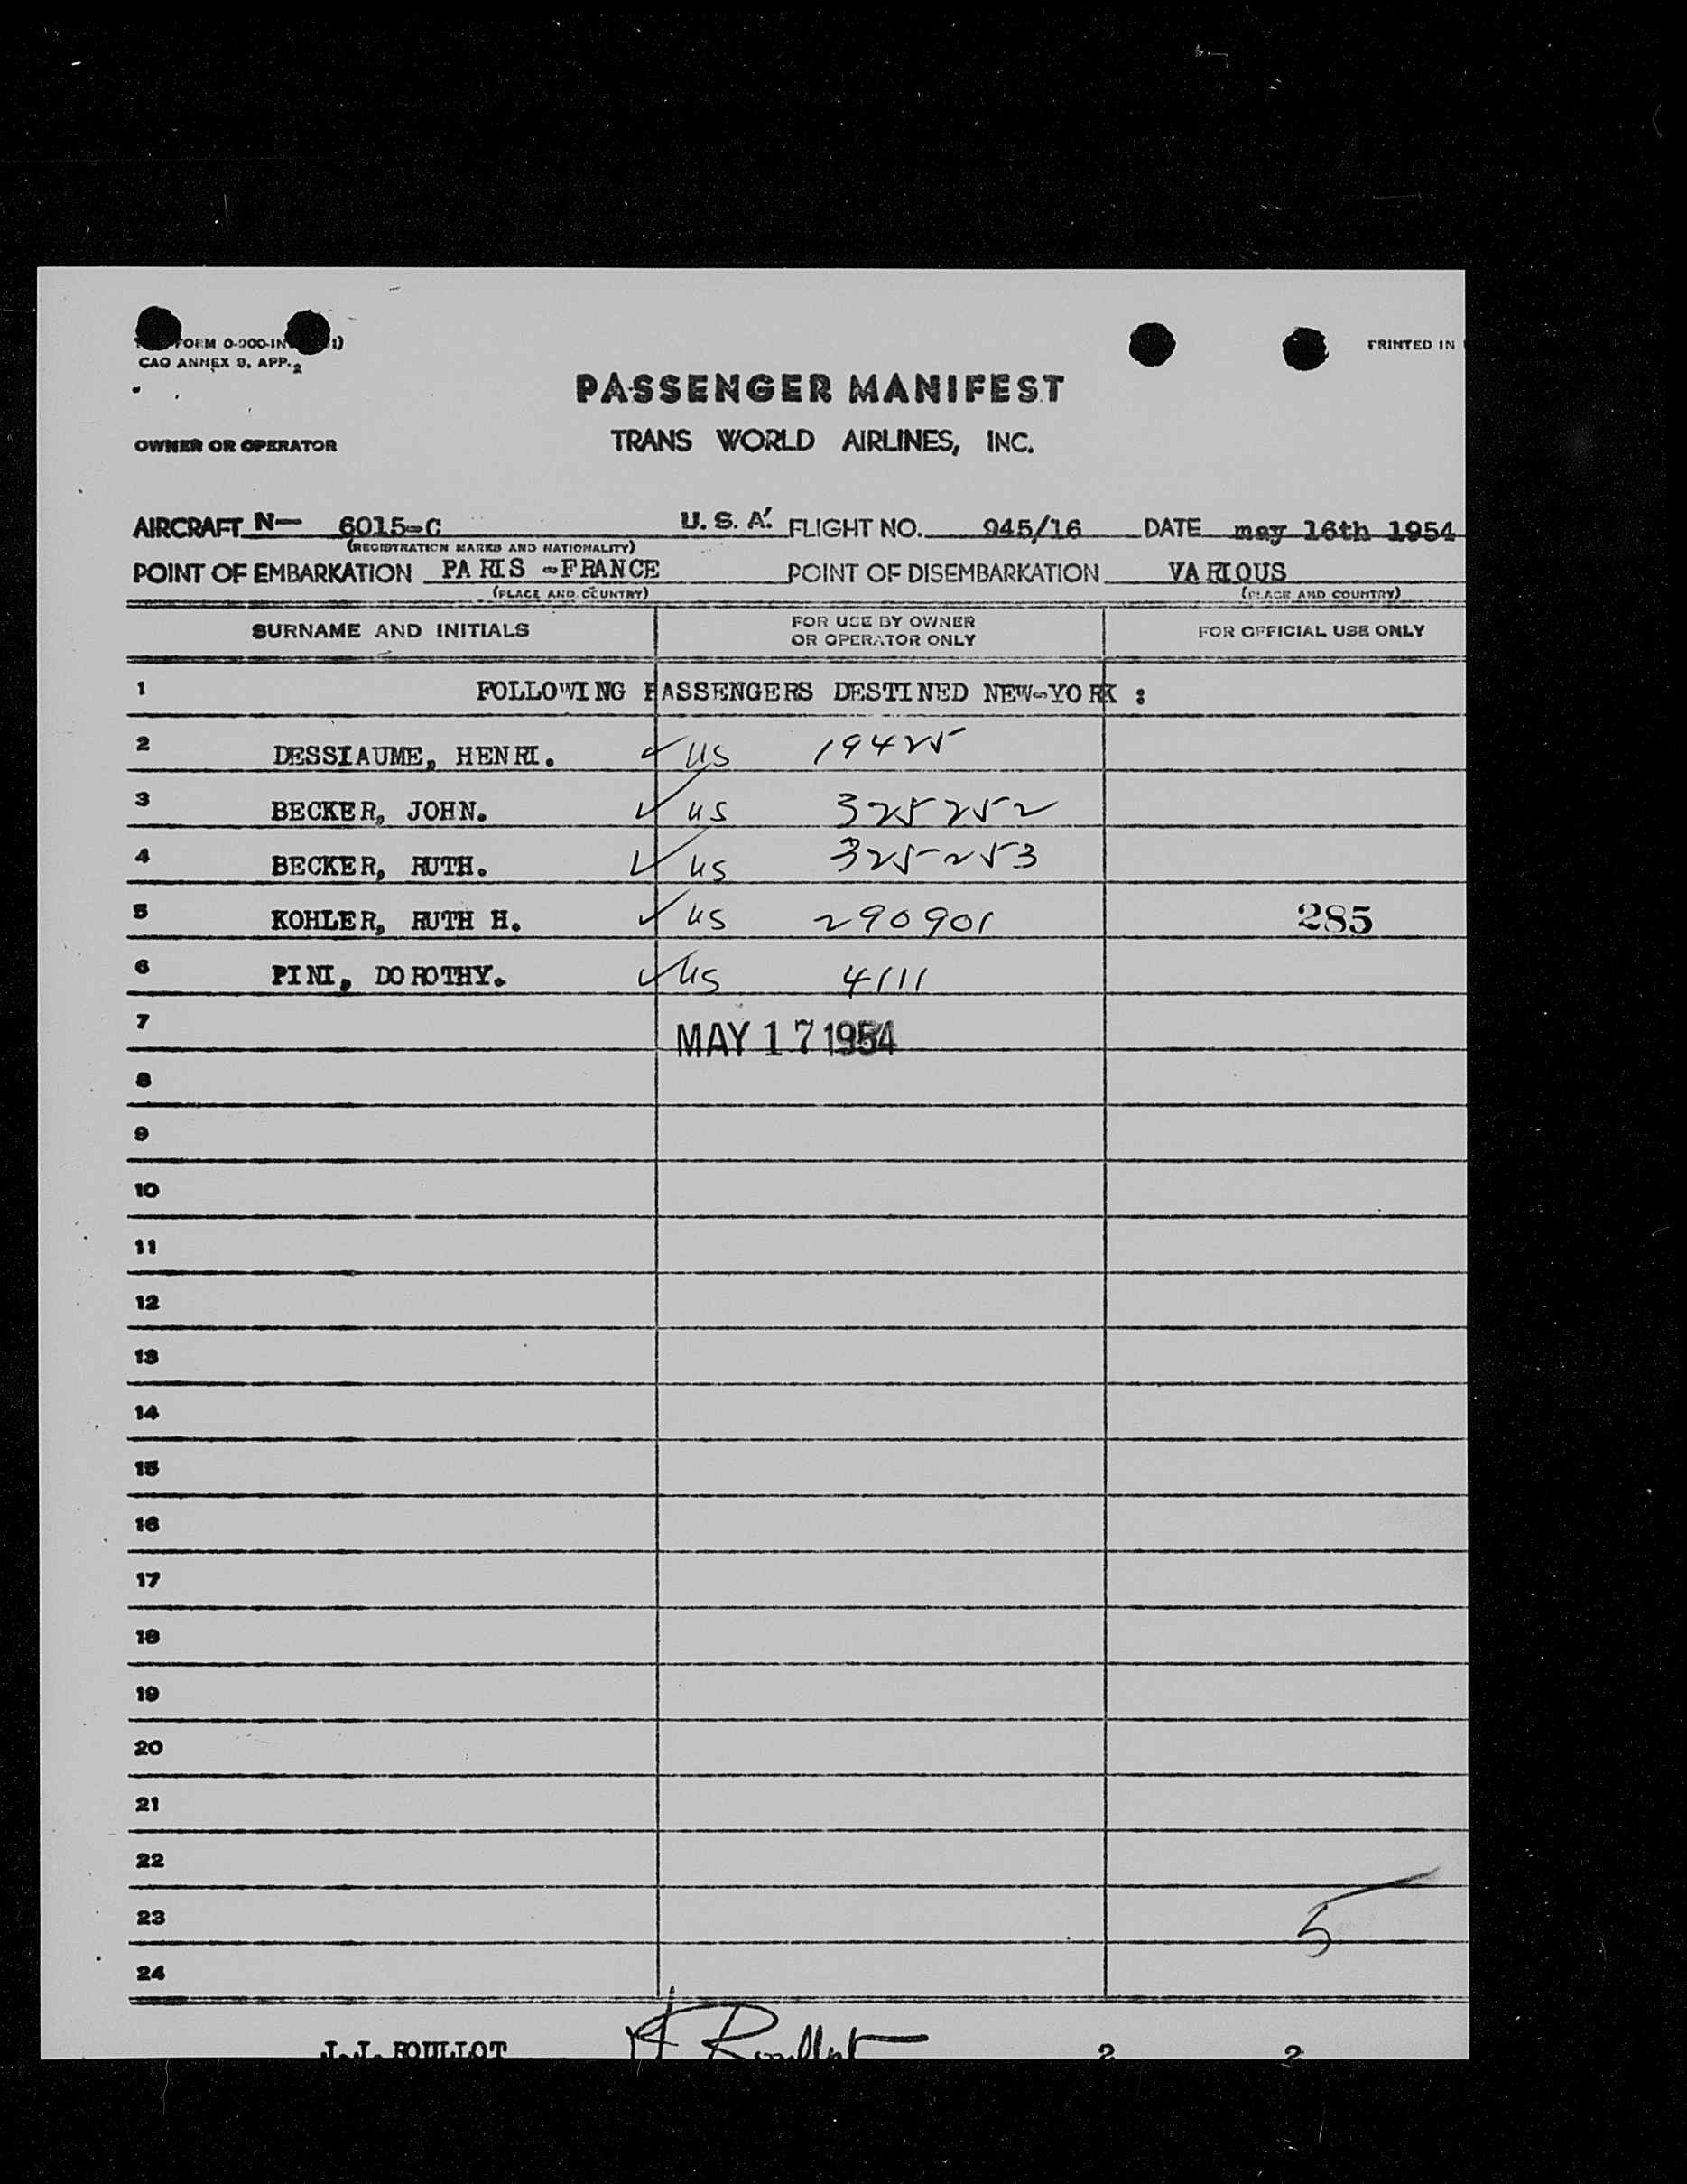 FORM O-900-IN
CAO ANNEX 9, APP. 2
PRINTED IN
PASSENGER MANIFEST
OWNER OR OPERATOR TRANS WORLD AIRLINES, INC.
AIRCRAFT N- 6015-C U. S. A. FLIGHT NO. 945/16 DATE may 16th 1954
(REGISTRATION MARKS AND NATIONALITY)
POINT OF EMBARKATION PARIS -FRANCE POINT OF DISEMBARKATION VARIOUS
(PLACE AND COUNTRY) (PLACE AND COUNTRY)
SURNAME AND INITIALS FOR USE BY OWNER OR OPERATOR ONLY FOR OFFICIAL USE ONLY
1 FOLLOWING PASSENGERS DESTINED NEW-YORK :
2 DESSIAUME, HENRI. ✓ US 19425
3 BECKER, JOHN. ✓ US 325252
4 BECKER, RUTH. ✓ US 325253
5 KOHLER, RUTH H. ✓ US 290901 285
6 PINI, DOROTHY. ✓ US 4111
7 MAY 17 1954
8
9
10
11
12
13
14
15
16
17
18
19
20
21
22
23 5
24
J.J. ROULLOT Roullot 2 2